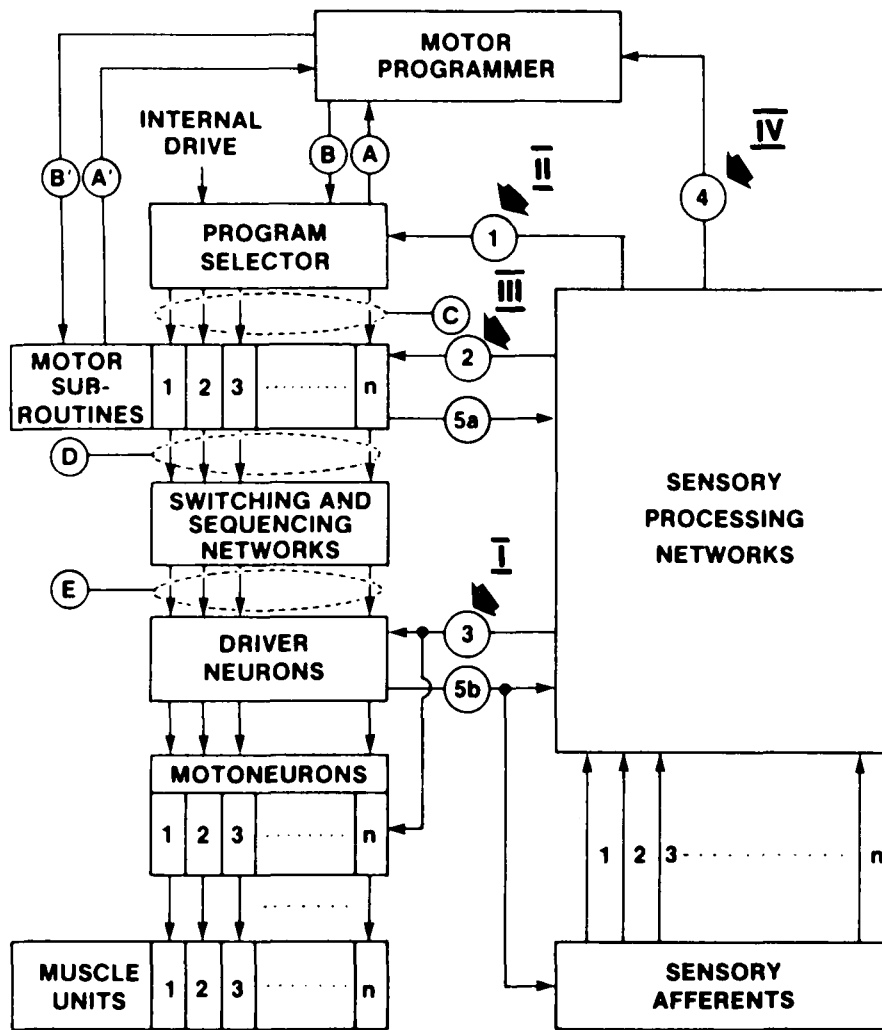 MOTOR
PROGRAMMER
INTERNAL
DRIVE
B'
A'
B
A
IV
4
II
1
PROGRAM
SELECTOR
III
C
2
MOTOR
SUB-
ROUTINES
1 2 3 ......... n
5a
D
SWITCHING AND
SEQUENCING
NETWORKS
SENSORY
PROCESSING
NETWORKS
E
I
3
DRIVER
NEURONS
5b
MOTONEURONS
1 2 3 ......... n
1 2 3 ......... n
.........
MUSCLE
UNITS
1 2 3 ......... n
SENSORY
AFFERENTS